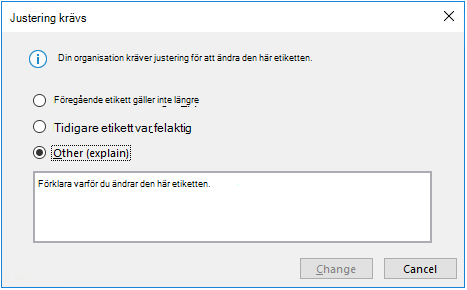 Justering krävs
Din organisation kräver justering för att ändra den här etiketten.
Föregående etikett gäller inte längre
Tidigare etikett var felaktig
Other (explain)
Förklara varför du ändrar den här etiketten.
Change Cancel